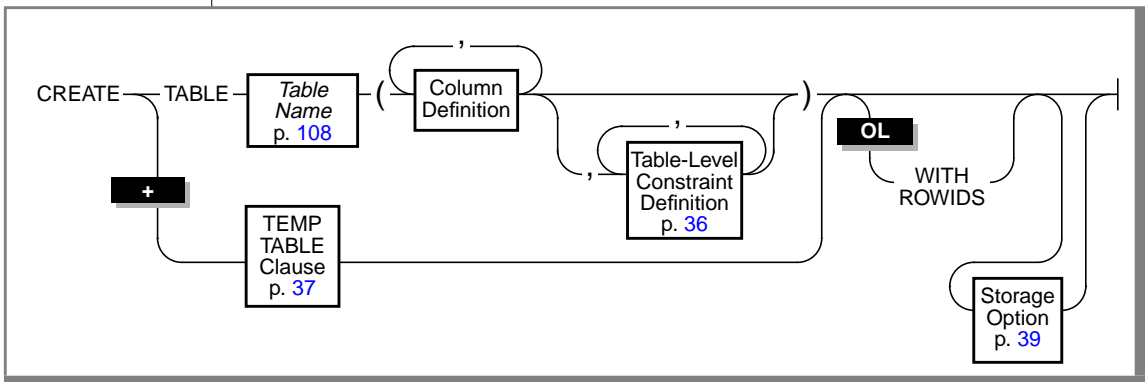 ,
CREATE TABLE Table Name p. 108 ( Column Definition )
OL
,
, Table-Level Constraint Definition p. 36
WITH ROWIDS
+
TEMP TABLE Clause p. 37
Storage Option p. 39